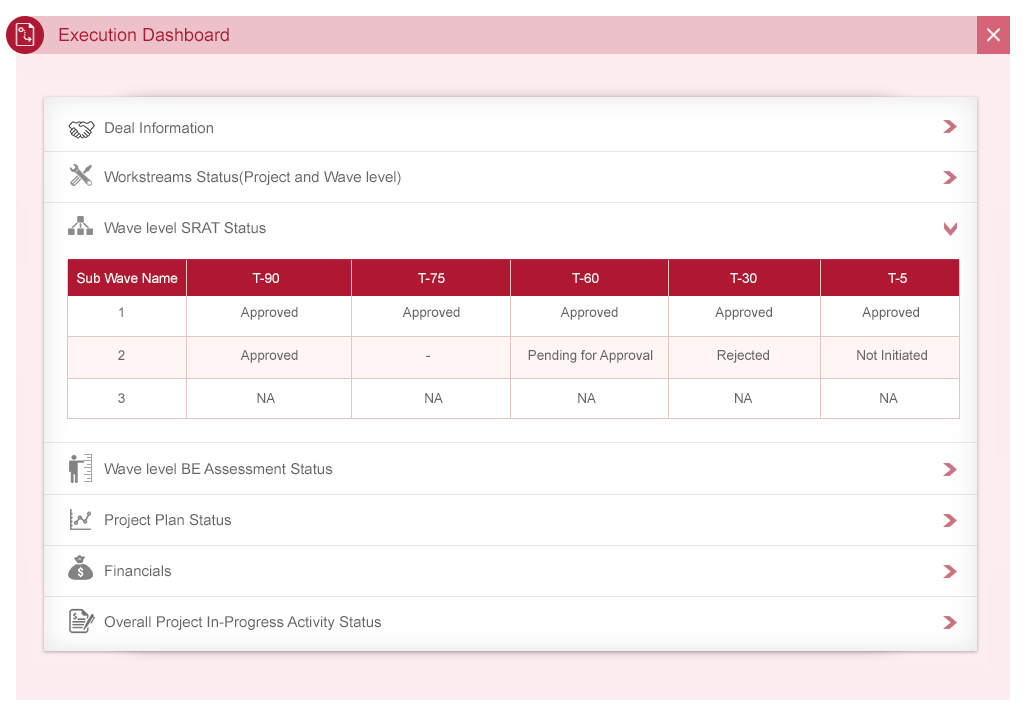 Execution Dashboard
Deal Information
Workstreams Status(Project and Wave level)
Wave level SRAT Status
Sub Wave Name T-90 T-75 T-60 T-30 T-5
1 Approved Approved Approved Approved Approved
2 Approved - Pending for Approval Rejected Not Initiated
3 NA NA NA NA NA
Wave level BE Assessment Status
Project Plan Status
$ Financials
$ Overall Project In-Progress Activity Status